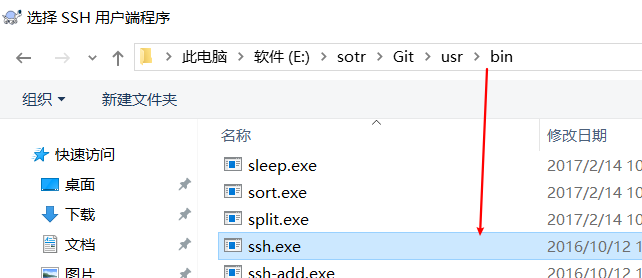 选择 SSH 用户端程序
此电脑 > 软件 (E:) > sotr > Git > usr > bin
组织 新建文件夹
名称 修改日期
快速访问
桌面
下载
文档
图片
sleep.exe 2017/2/14 10
sort.exe 2017/2/14 10
split.exe 2017/2/14 10
ssh.exe 2016/10/12 1
ssh-add.exe 2016/10/12 1